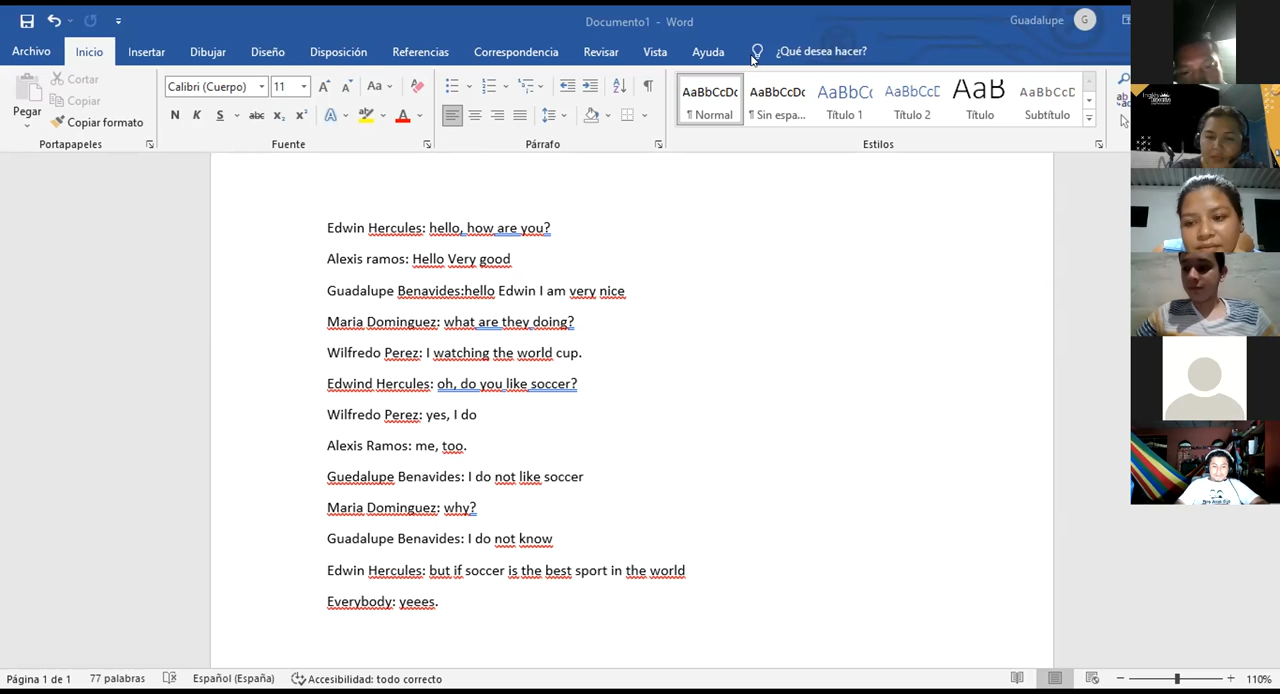 Documento1 - Word
Guadalupe
G
Archivo Inicio Insertar Dibujar Diseño Disposición Referencias Correspondencia Revisar Vista Ayuda ¿Qué desea hacer?
Pegar
Cortar
Copiar
Copiar formato
Portapapeles
Calibri (Cuerpo) 11
N K S abc x₂ x²
Fuente
Párrafo
AaBbCcDc AaBbCcDc AaBbCc AaBbCcD AaB AaBbCcD
¶ Normal ¶ Sin espa... Título 1 Título 2 Título Subtítulo
Estilos
Edwin Hercules: hello, how are you?
Alexis ramos: Hello Very good
Guadalupe Benavides:hello Edwin I am very nice
Maria Dominguez: what are they doing?
Wilfredo Perez: I watching the world cup.
Edwind Hercules: oh, do you like soccer?
Wilfredo Perez: yes, I do
Alexis Ramos: me, too.
Guedalupe Benavides: I do not like soccer
Maria Dominguez: why?
Guadalupe Benavides: I do not know
Edwin Hercules: but if soccer is the best sport in the world
Everybody: yeees.
Página 1 de 1 77 palabras Español (España) Accesibilidad: todo correcto 110%